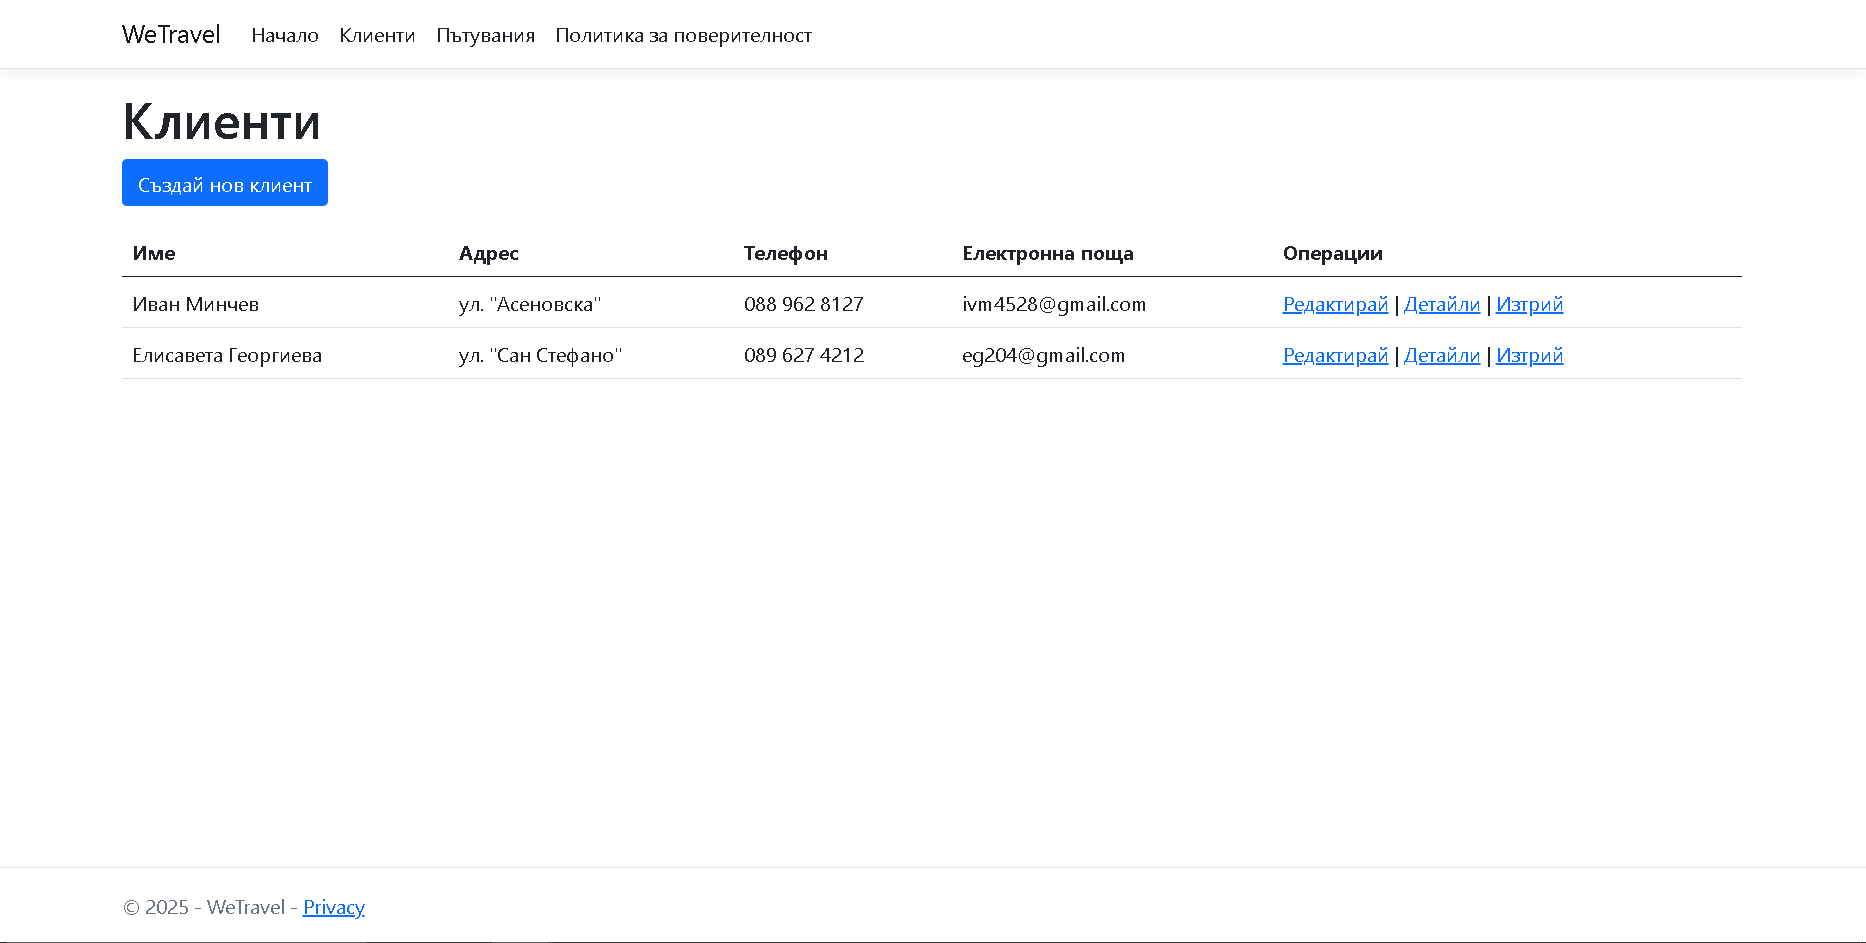 WeTravel Начало Клиенти Пътувания Политика за поверителност
Клиенти
Създай нов клиент
Име Адрес Телефон Електронна поща Операции
Иван Минчев ул. "Асеновска" 088 962 8127 ivm4528@gmail.com Редактирай | Детайли | Изтрий
Елисавета Георгиева ул. "Сан Стефано" 089 627 4212 eg204@gmail.com Редактирай | Детайли | Изтрий
© 2025 - WeTravel - Privacy